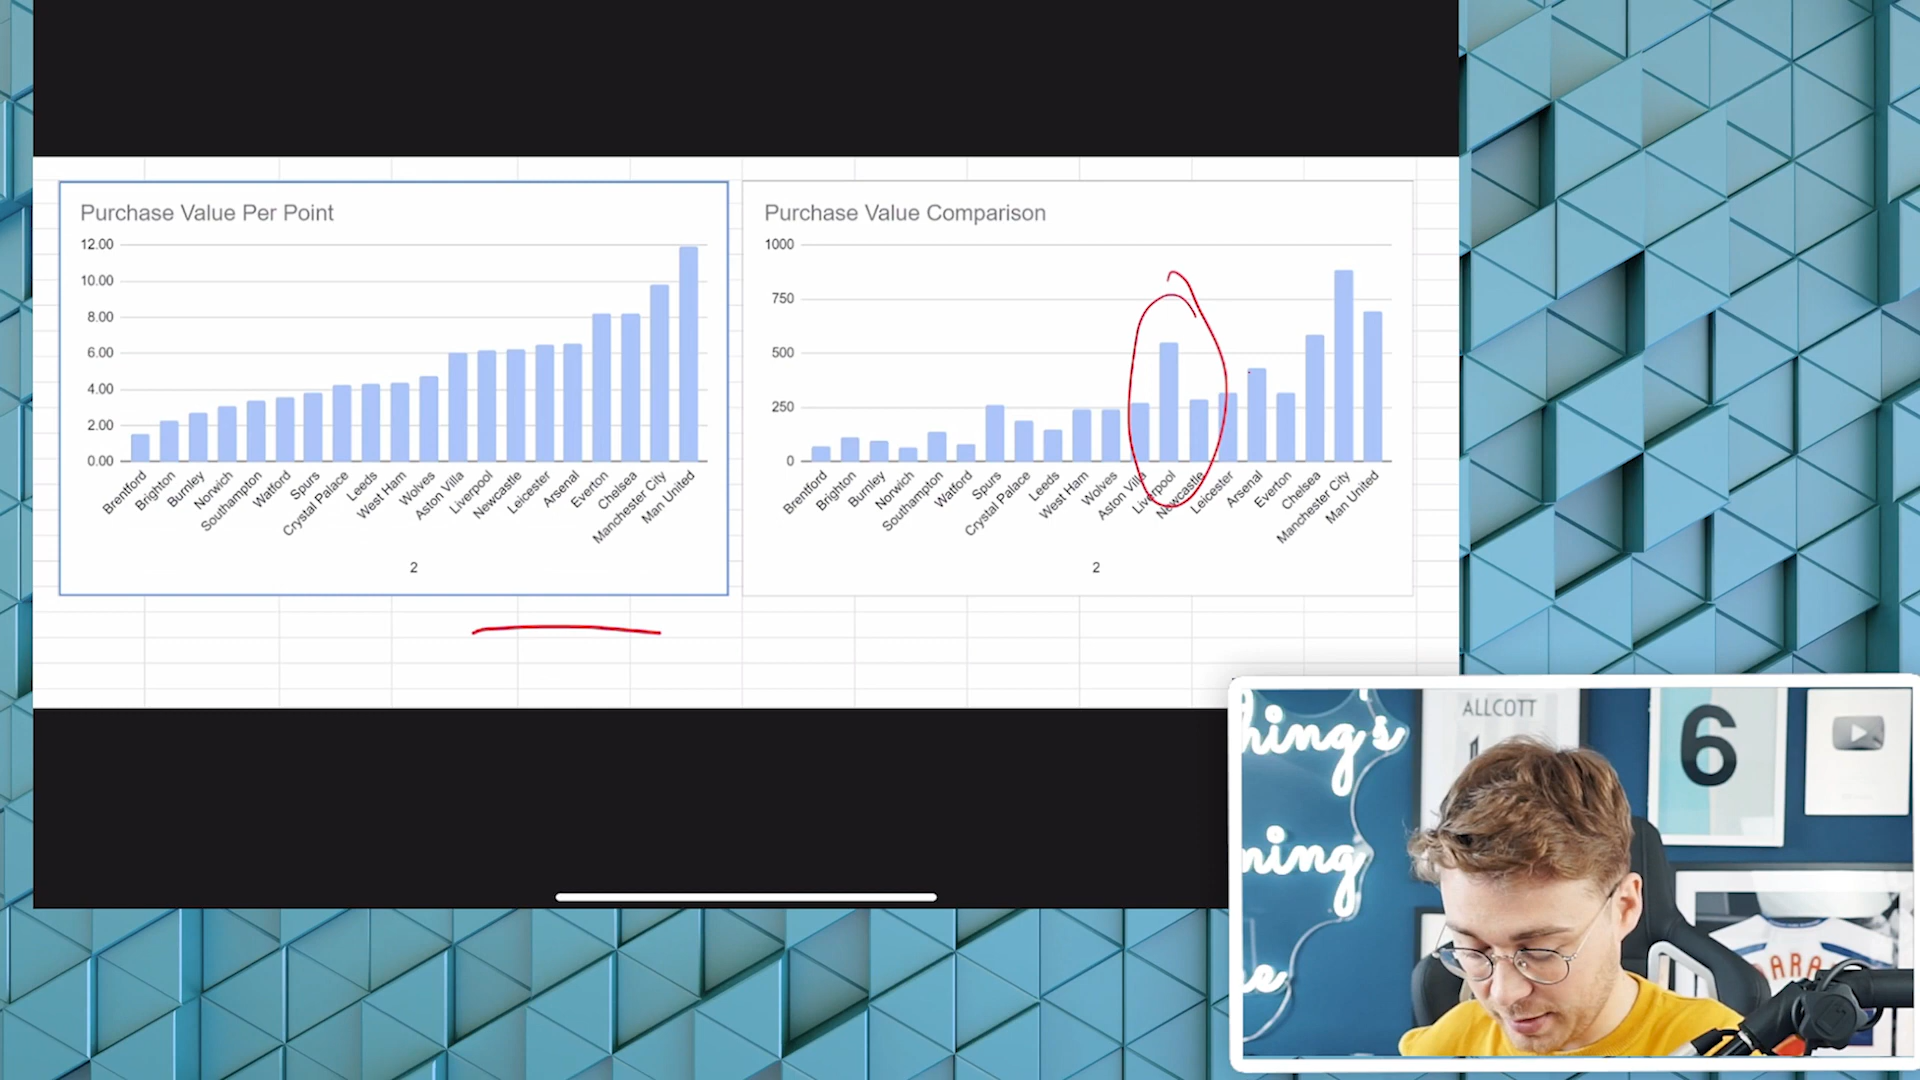 Purchase Value Per Point
12.00
10.00
8.00
6.00
4.00
2.00
0.00
Brentford
Brighton
Burnley
Norwich
Southampton
Watford
Spurs
Crystal Palace
Leeds
West Ham
Wolves
Aston Villa
Liverpool
Newcastle
Leicester
Arsenal
Everton
Chelsea
Manchester City
Man United
2
Purchase Value Comparison
1000
750
500
250
0
Brentford
Brighton
Burnley
Norwich
Southampton
Watford
Spurs
Crystal Palace
Leeds
West Ham
Wolves
Aston Villa
Liverpool
Newcastle
Leicester
Arsenal
Everton
Chelsea
Manchester City
Man United
2
hing's
ning
ALLCOTT
6